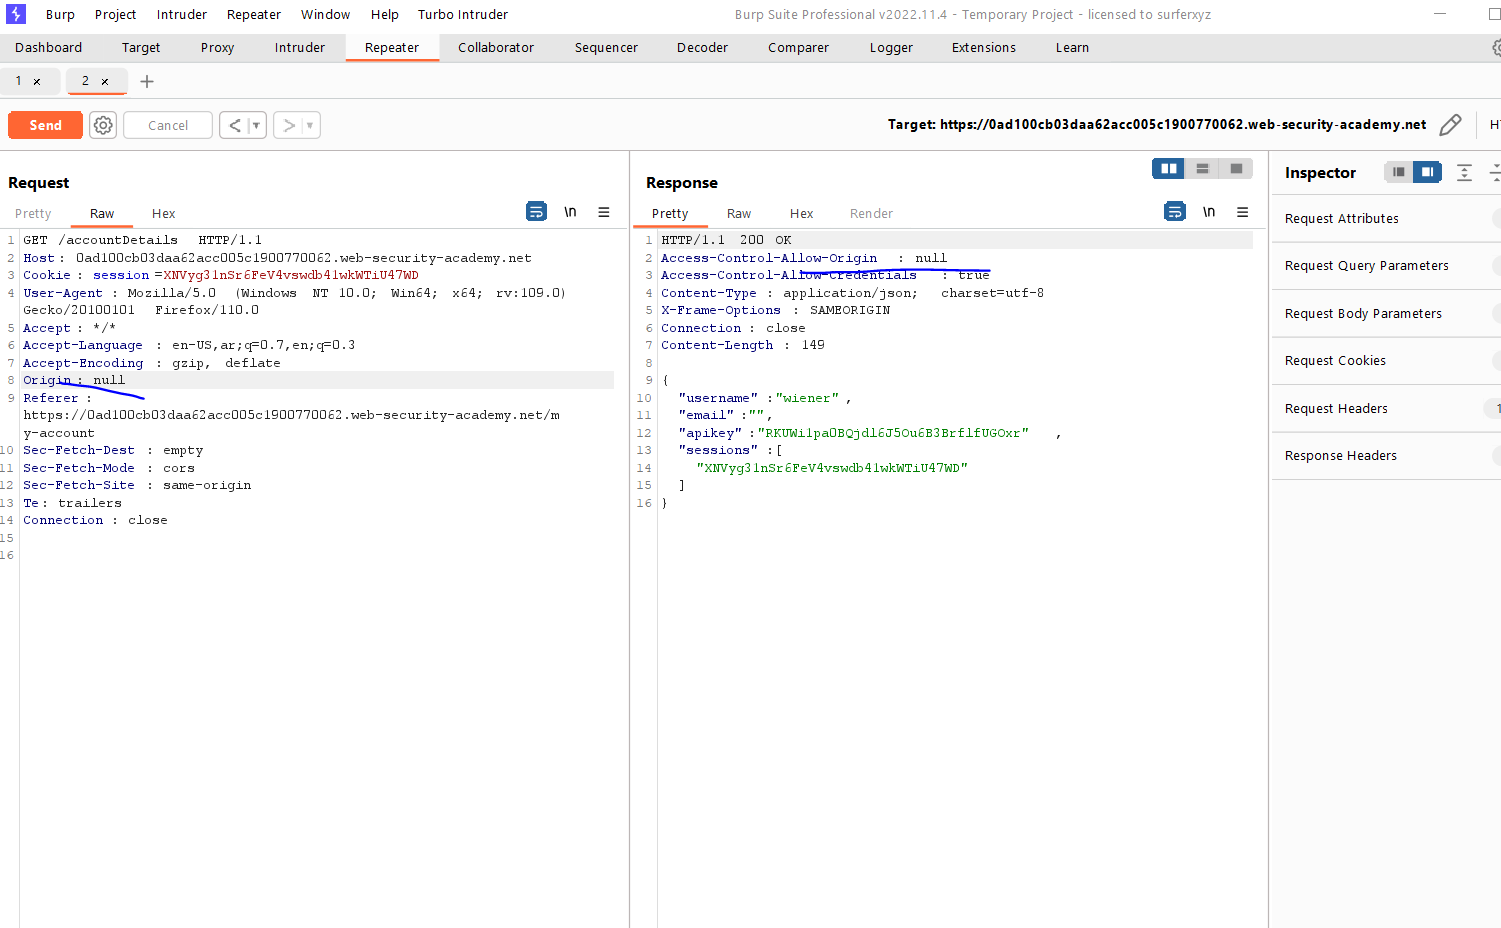 Burp Project Intruder Repeater Window Help Turbo Intruder Burp Suite Professional v2022.11.4 - Temporary Project - licensed to surferxyz
Dashboard Target Proxy Intruder Repeater Collaborator Sequencer Decoder Comparer Logger Extensions Learn
1 × 2 × +
Send Cancel < > Target: https://0ad100cb03daa62acc005c1900770062.web-security-academy.net
Request
Pretty Raw Hex \n
1 GET /accountDetails HTTP/1.1
2 Host: 0ad100cb03daa62acc005c1900770062.web-security-academy.net
3 Cookie: session=XNVyg31nSr6FeV4vswdb41wkWTiU47WD
4 User-Agent: Mozilla/5.0 (Windows NT 10.0; Win64; x64; rv:109.0)
Gecko/20100101 Firefox/110.0
5 Accept: */*
6 Accept-Language: en-US,ar;q=0.7,en;q=0.3
7 Accept-Encoding: gzip, deflate
8 Origin: null
9 Referer:
https://0ad100cb03daa62acc005c1900770062.web-security-academy.net/m
y-account
10 Sec-Fetch-Dest: empty
11 Sec-Fetch-Mode: cors
12 Sec-Fetch-Site: same-origin
13 Te: trailers
14 Connection: close
15
16
Response
Pretty Raw Hex Render \n
1 HTTP/1.1 200 OK
2 Access-Control-Allow-Origin: null
3 Access-Control-Allow-Credentials: true
4 Content-Type: application/json; charset=utf-8
5 X-Frame-Options: SAMEORIGIN
6 Connection: close
7 Content-Length: 149
8
9 {
10 "username":"wiener",
11 "email":"",
12 "apikey":"RKUWi1pa0BQjdl6J5Ou6B3BrflfUGOxr",
13 "sessions":[
14 "XNVyg31nSr6FeV4vswdb41wkWTiU47WD"
15 ]
16 }
Inspector
Request Attributes
Request Query Parameters
Request Body Parameters
Request Cookies
Request Headers
Response Headers